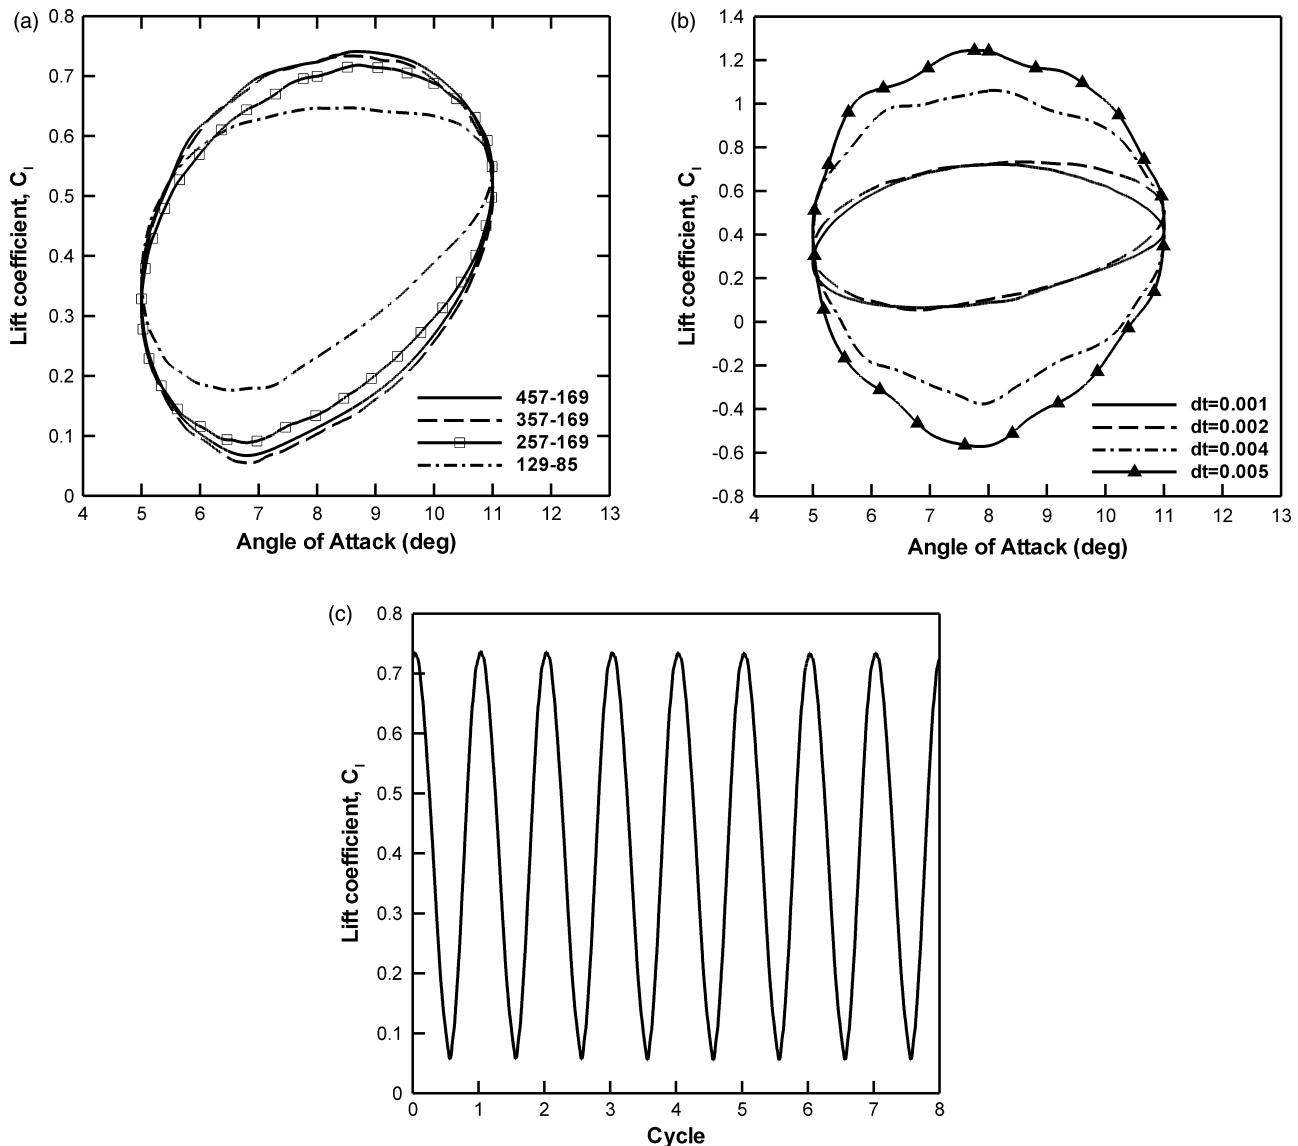 (a)
0.8
0.7
0.6
0.5
0.4
0.3
0.2
0.1
0
Lift coefficient, Cl
457-169
357-169
257-169
129-85
4 5 6 7 8 9 10 11 12 13
Angle of Attack (deg)
(b)
1.4
1.2
1
0.8
0.6
0.4
0.2
0
-0.2
-0.4
-0.6
-0.8
Lift coefficient, Cl
dt=0.001
dt=0.002
dt=0.004
dt=0.005
4 5 6 7 8 9 10 11 12 13
Angle of Attack (deg)
(c)
0.8
0.7
0.6
0.5
0.4
0.3
0.2
0.1
0
Lift coefficient, Cl
0 1 2 3 4 5 6 7 8
Cycle